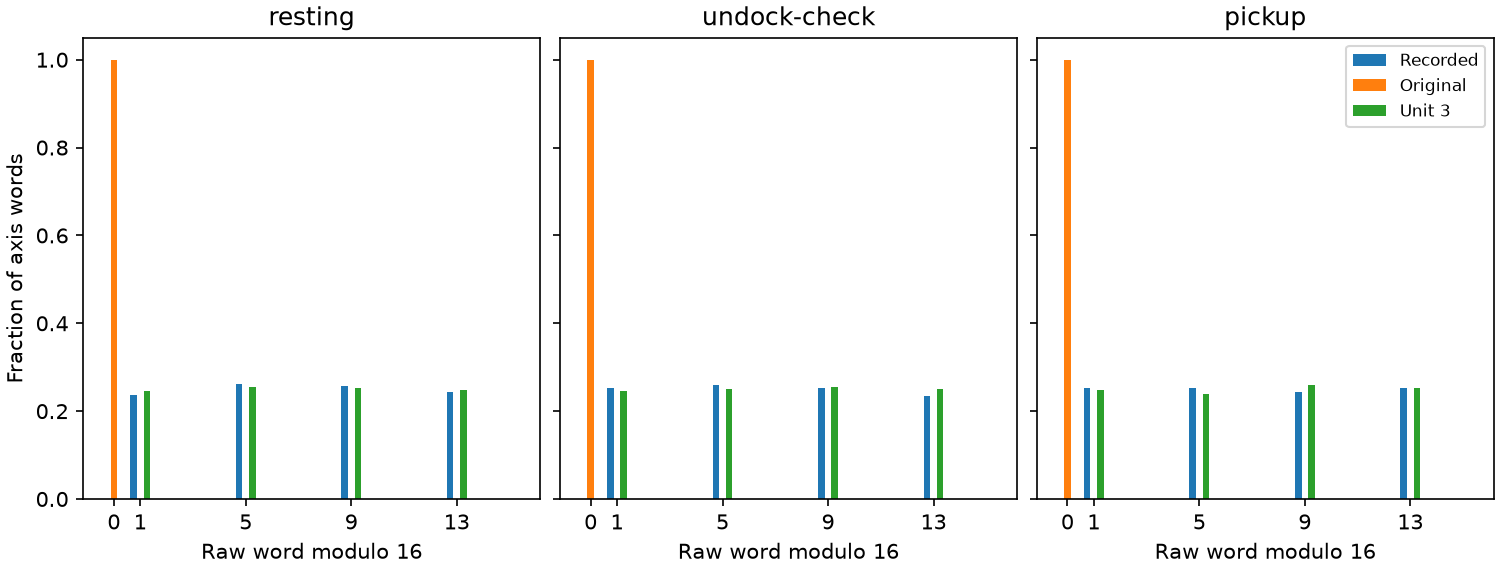 resting
undock-check
pickup
Fraction of axis words
1.0
0.8
0.6
0.4
0.2
0.0
Recorded
Original
Unit 3
0 1 5 9 13
0 1 5 9 13
0 1 5 9 13
Raw word modulo 16
Raw word modulo 16
Raw word modulo 16